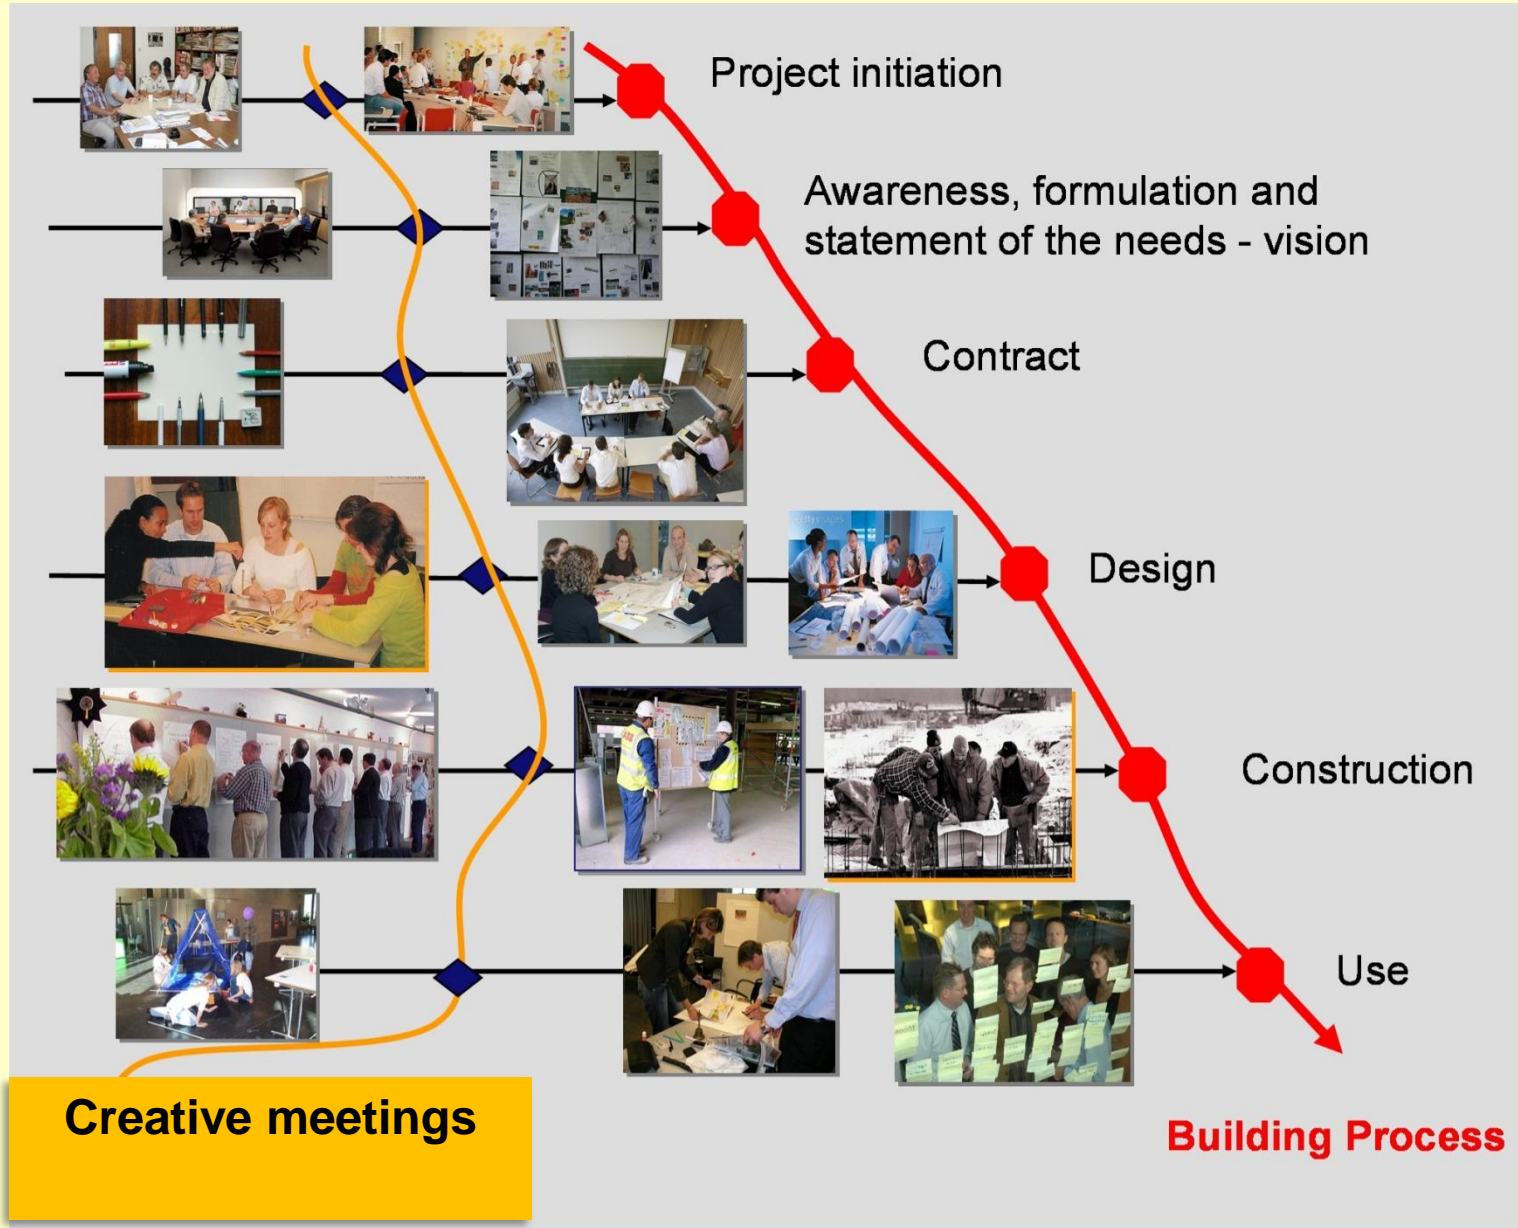 Project initiation
Awareness, formulation and
statement of the needs - vision
Contract
Design
Construction
Use
Creative meetings
Building Process